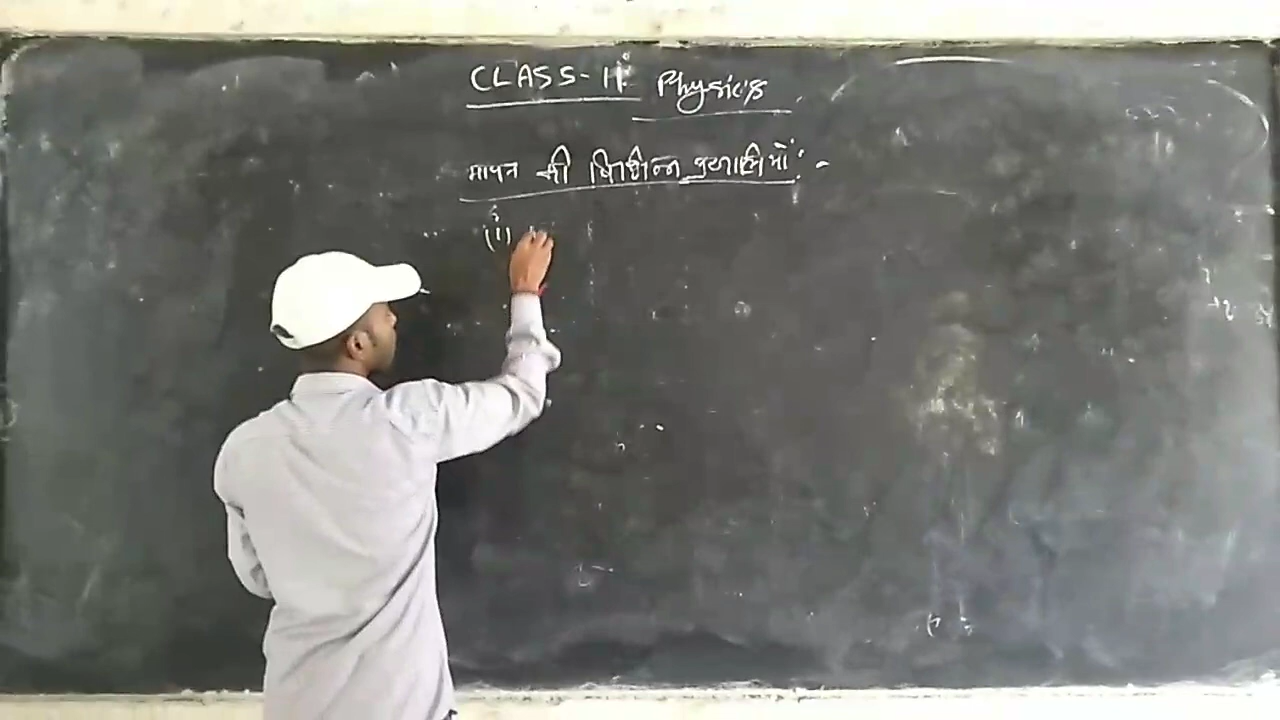 CLASS-11 Physics
मापन की विभिन्न प्रणालियाँ :-
(i)